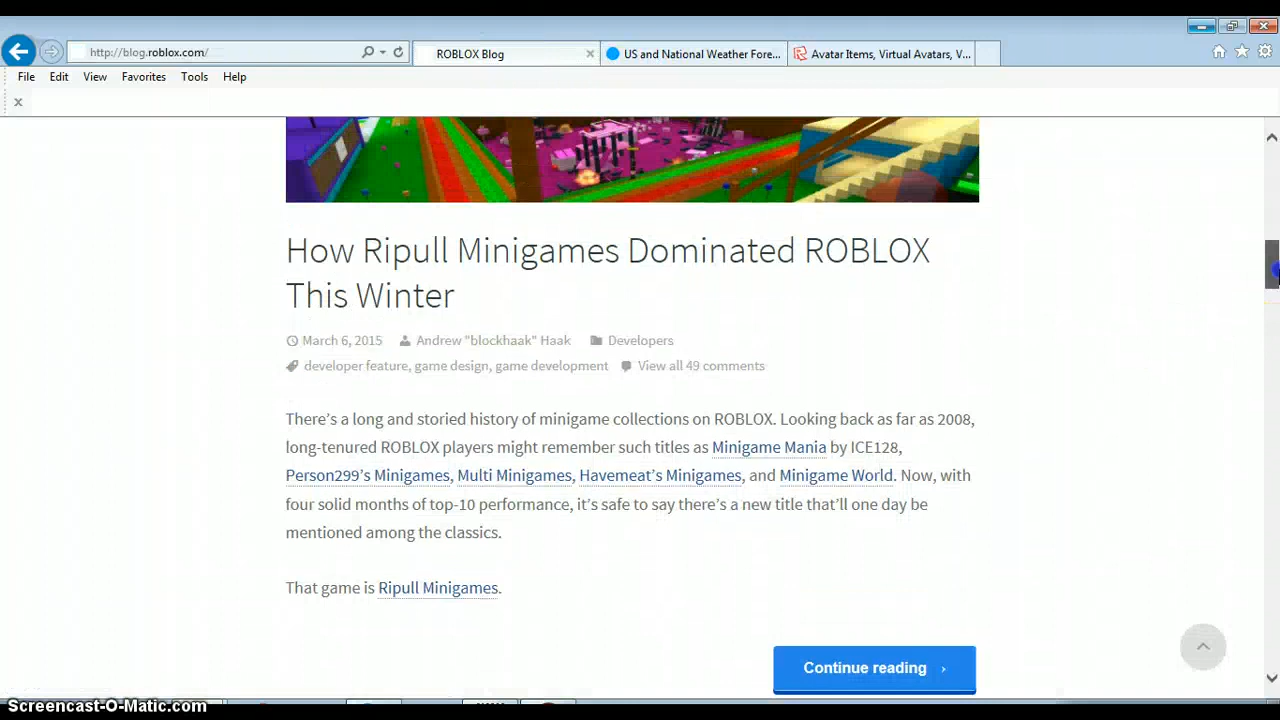 http://blog.roblox.com/
ROBLOX Blog
US and National Weather Fore...
Avatar Items, Virtual Avatars, V...
File Edit View Favorites Tools Help
How Ripull Minigames Dominated ROBLOX
This Winter
March 6, 2015 Andrew "blockhaak" Haak Developers
developer feature, game design, game development View all 49 comments
There's a long and storied history of minigame collections on ROBLOX. Looking back as far as 2008,
long-tenured ROBLOX players might remember such titles as Minigame Mania by ICE128,
Person299's Minigames, Multi Minigames, Havemeat's Minigames, and Minigame World. Now, with
four solid months of top-10 performance, it's safe to say there's a new title that'll one day be
mentioned among the classics.
That game is Ripull Minigames.
Continue reading ›
Screencast-O-Matic.com